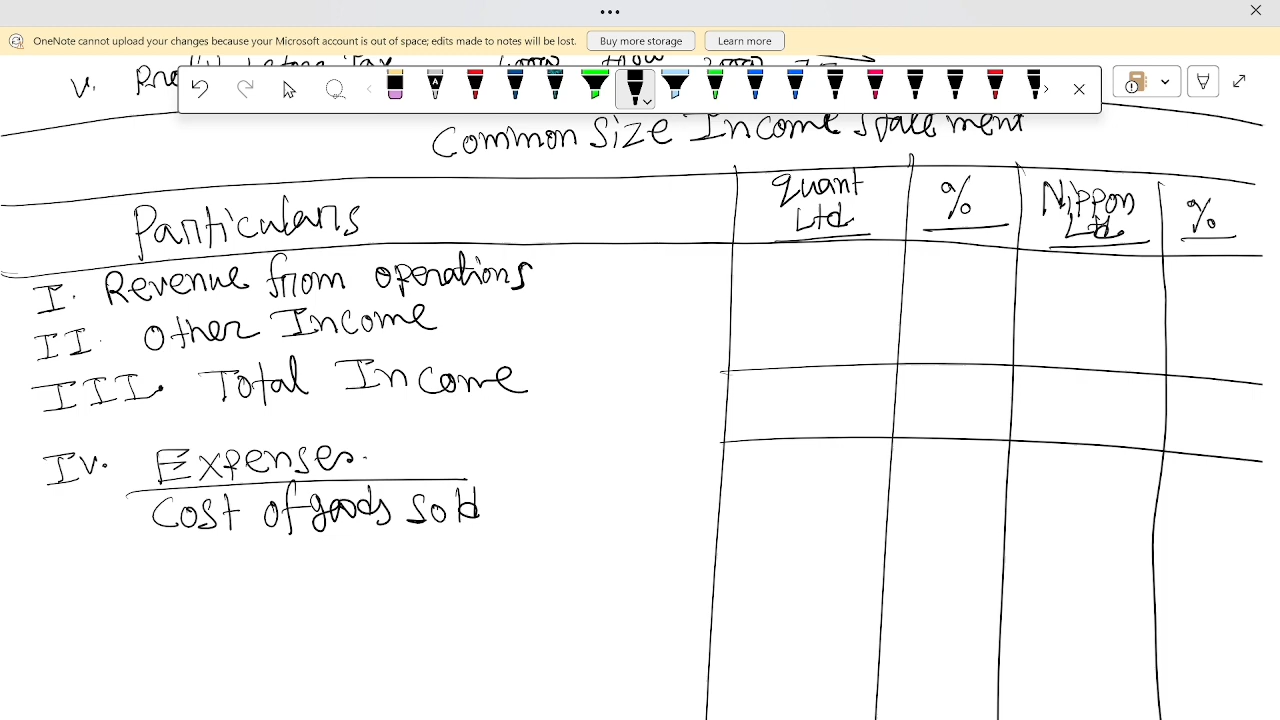 OneNote cannot upload your changes because your Microsoft account is out of space; edits made to notes will be lost. Buy more storage Learn more
V.
Common Size Income Statement
Particulars Quant Ltd % Nippon Ltd. %
I. Revenue from operations
II. Other Income
III. Total Income
IV. Expenses.
Cost of goods sold